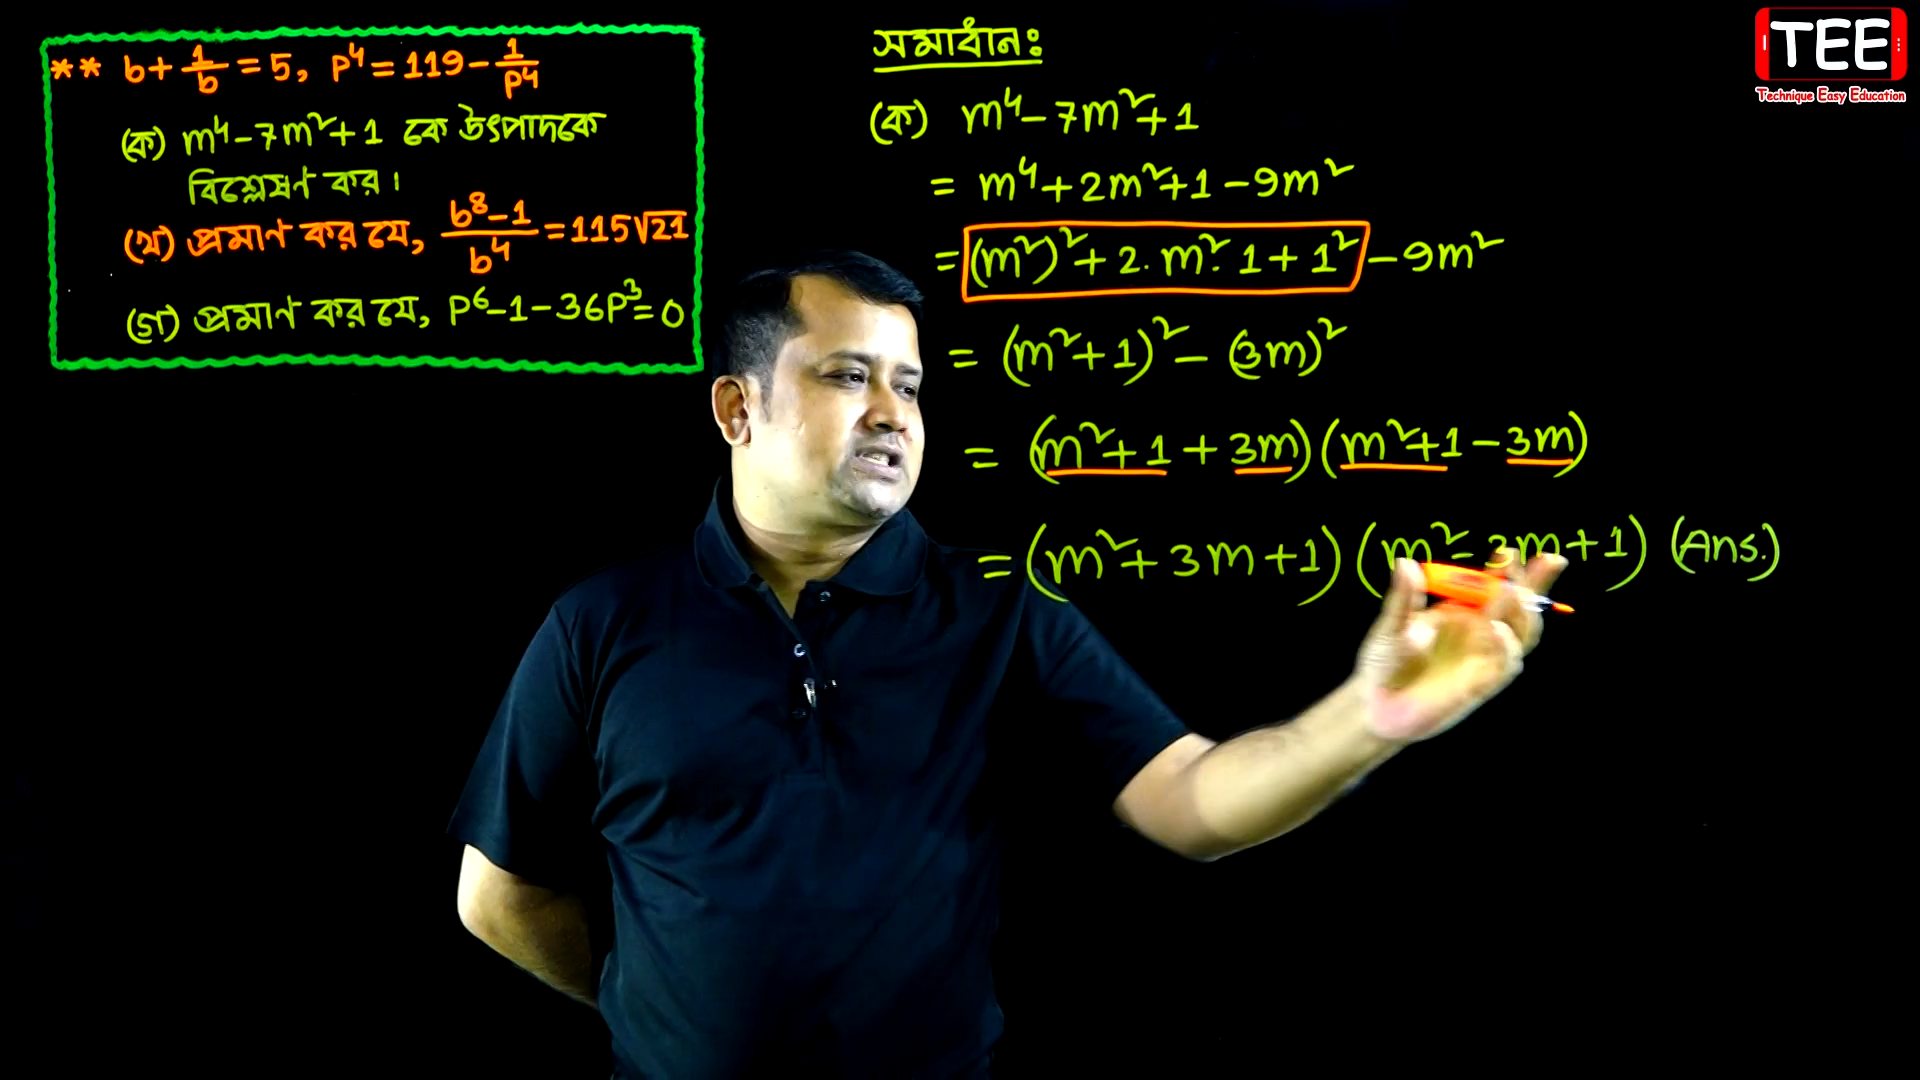 ** b + 1/b = 5, P⁴ = 119 - 1/P⁴
(ক) m⁴ - 7m² + 1 কে উৎপাদকে
বিশ্লেষণ কর।
(খ) প্রমাণ কর যে, (b⁸ - 1)/b⁴ = 115√21
(গ) প্রমাণ কর যে, P⁶ - 1 - 36P³ = 0
সমাধানঃ
(ক) m⁴ - 7m² + 1
= m⁴ + 2m² + 1 - 9m²
= (m²)² + 2. m². 1 + 1² - 9m²
= (m² + 1)² - (3m)²
= (m² + 1 + 3m) (m² + 1 - 3m)
= (m² + 3m + 1) (m² - 3m + 1) (Ans.)
TEE
Technique Easy Education